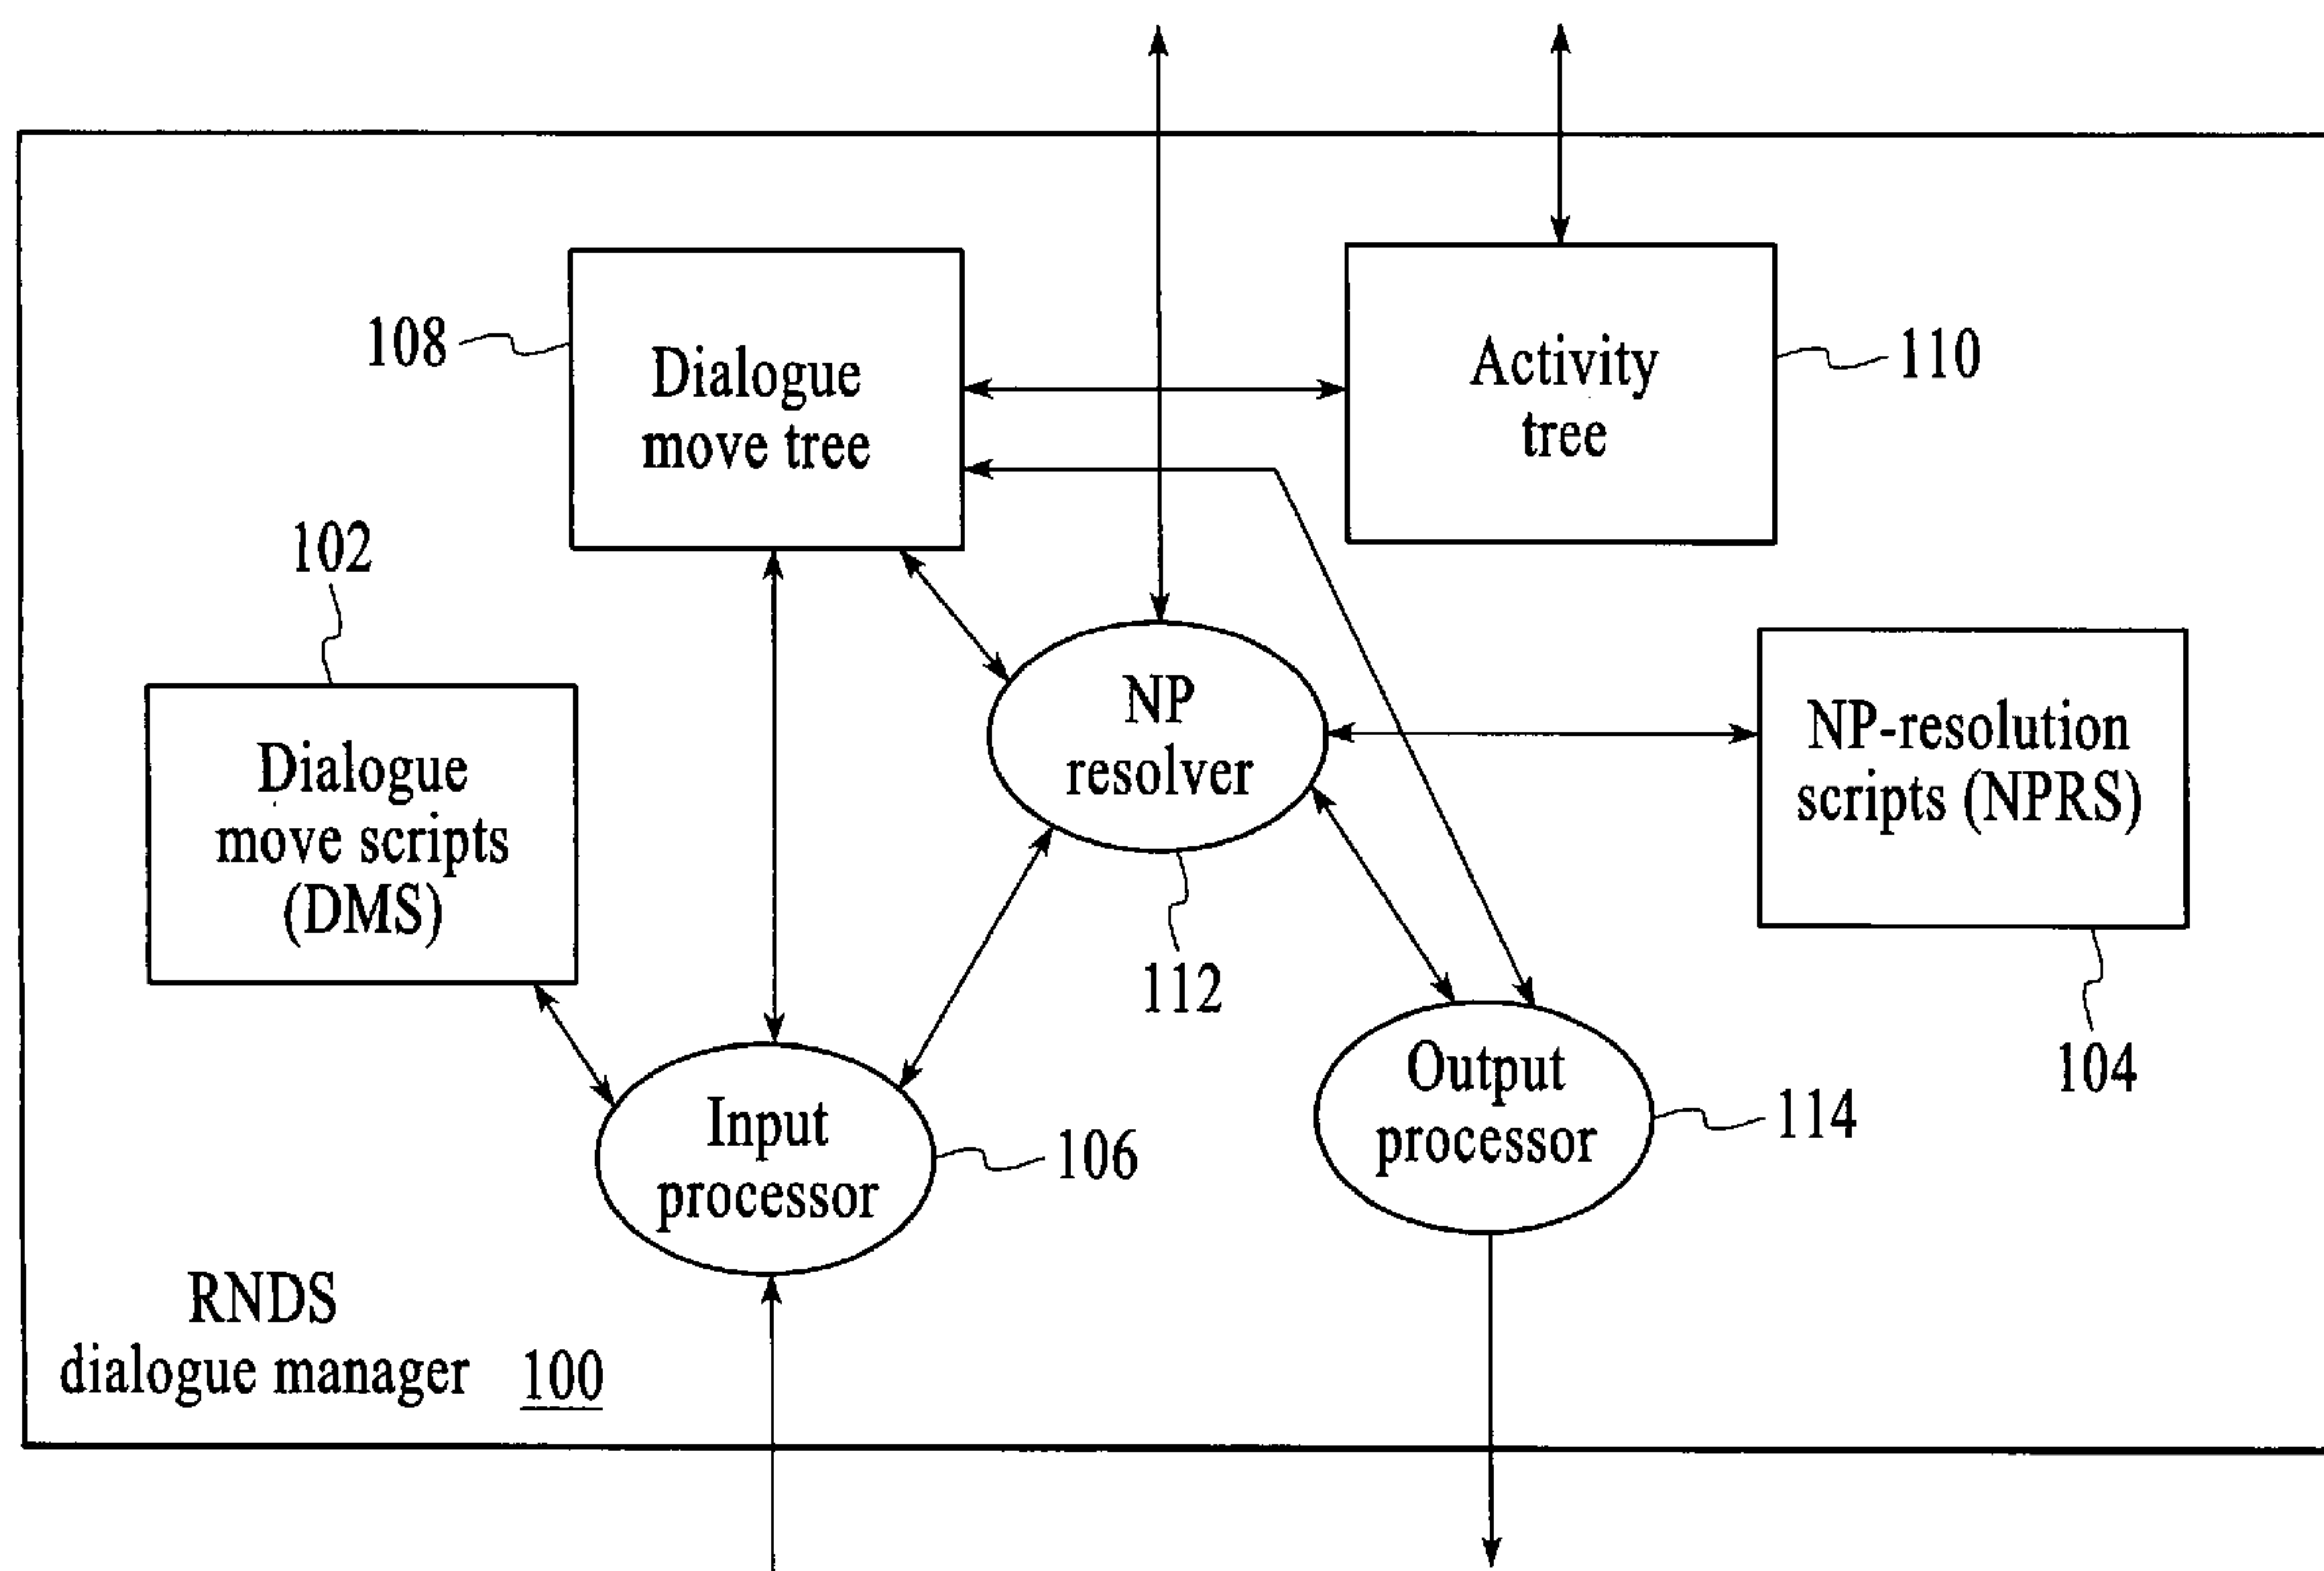 108
Dialogue
move tree
Activity
tree
110
102
Dialogue
move scripts
(DMS)
NP
resolver
112
NP-resolution
scripts (NPRS)
104
Input
processor
106
Output
processor
114
RNDS
dialogue manager 100